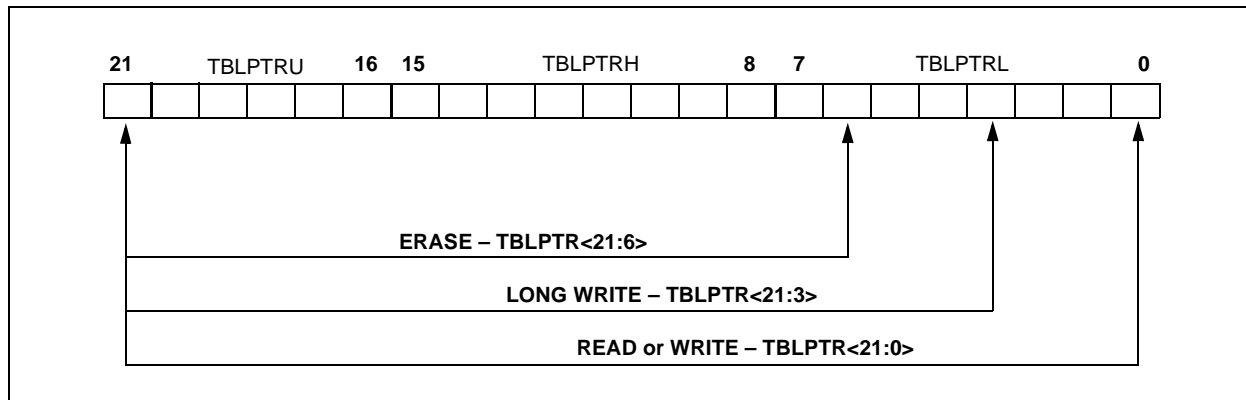 21 TBLPTRU 16 15 TBLPTRH 8 7 TBLPTRL 0
ERASE – TBLPTR<21:6>
LONG WRITE – TBLPTR<21:3>
READ or WRITE – TBLPTR<21:0>